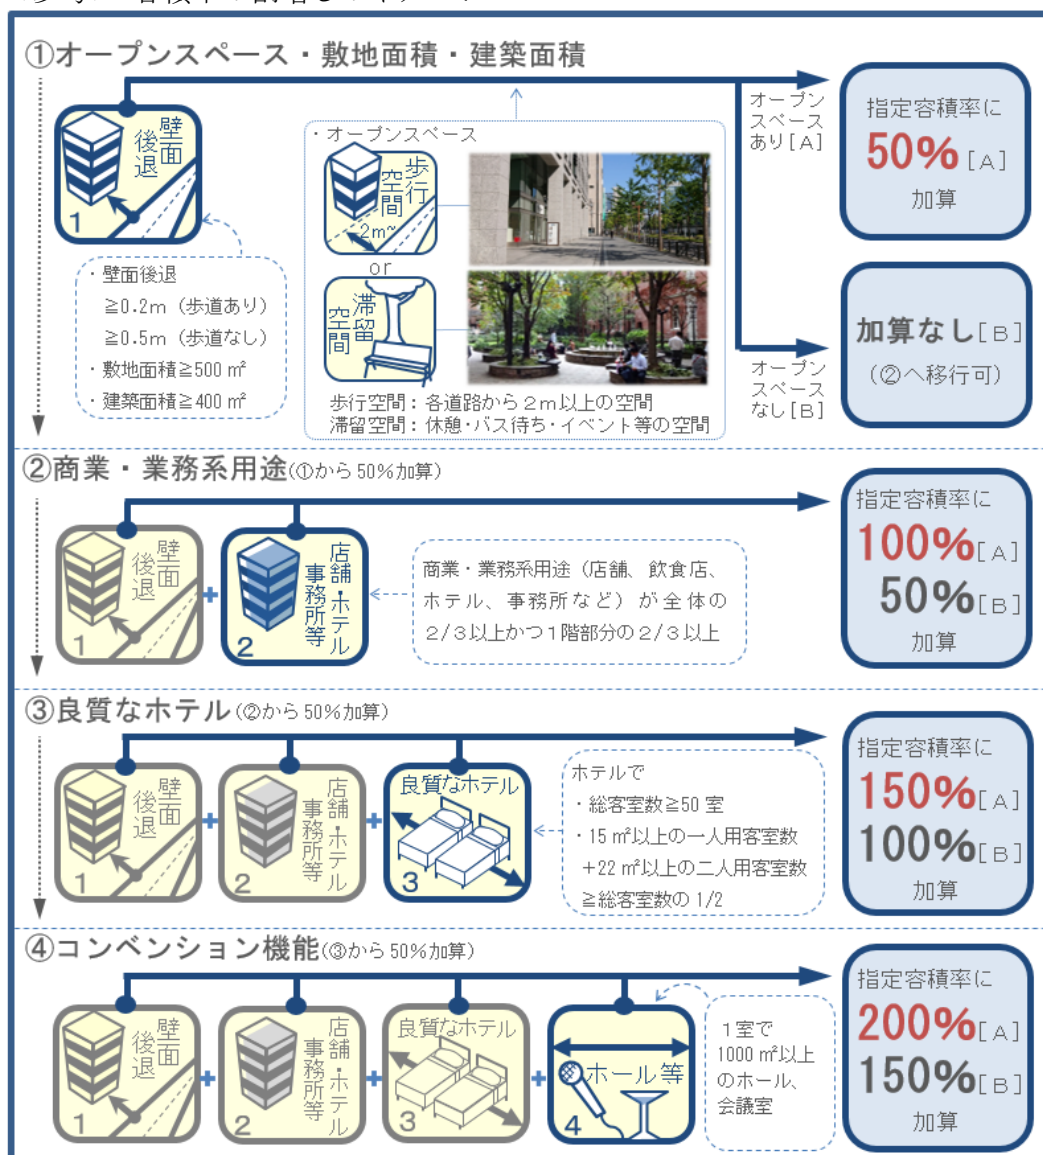 ①オープンスペース・敷地面積・建築面積
壁面
後退
1
・壁面後退
≧0.2m（歩道あり）
≧0.5m（歩道なし）
・敷地面積≧500㎡
・建築面積≧400㎡
・オープンスペース
歩行
空間
2m~
or
滞留
空間
歩行空間：各道路から２ｍ以上の空間
滞留空間：休憩・バス待ち・イベント等の空間
オープン
スペース
あり[A]
指定容積率に
50%[A]
加算
オープン
スペース
なし[B]
加算なし[B]
（②へ移行可）
②商業・業務系用途(①から50%加算)
壁面
後退
1
+
店舗・ホテル
事務所等
2
商業・業務系用途（店舗、飲食店、
ホテル、事務所など）が全体の
２/３以上かつ１階部分の２/３以上
指定容積率に
100%[A]
50%[B]
加算
③良質なホテル(②から50%加算)
壁面
後退
1
+
店舗・ホテル
事務所等
2
+
良質なホテル
3
ホテルで
・総客室数≧50室
・15㎡以上の一人用客室数
+22㎡以上の二人用客室数
≧総客室数の1/2
指定容積率に
150%[A]
100%[B]
加算
④コンベンション機能(③から50%加算)
壁面
後退
1
+
店舗・ホテル
事務所等
2
+
良質なホテル
3
+
ホール等
4
１室で
1000㎡以上
のホール、
会議室
指定容積率に
200%[A]
150%[B]
加算